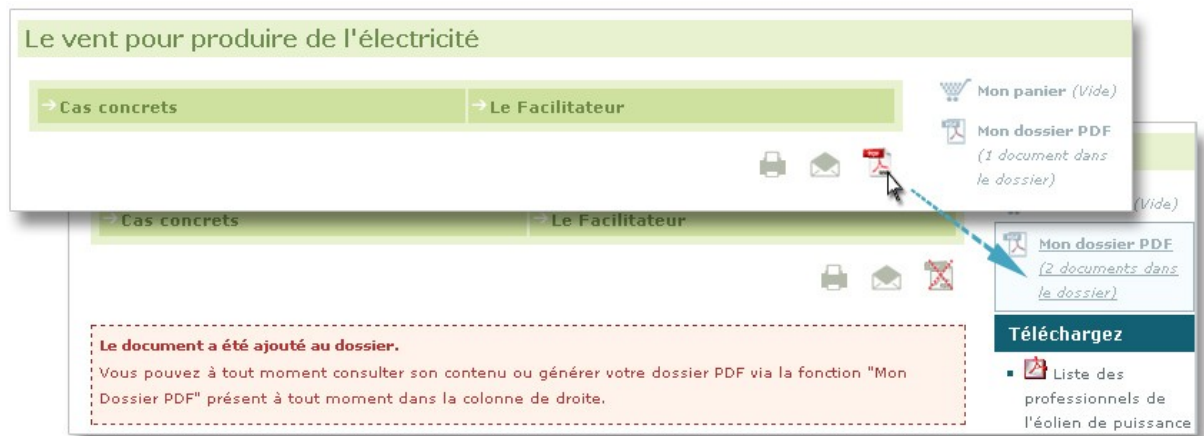 Le vent pour produire de l'électricité
Cas concrets
Le Facilitateur
Mon panier (Vide)
Mon dossier PDF
(1 document dans
le dossier)
Cas concrets
Le Facilitateur
(Vide)
Mon dossier PDF
(2 documents dans
le dossier)
Le document a été ajouté au dossier.
Vous pouvez à tout moment consulter son contenu ou générer votre dossier PDF via la fonction "Mon
Dossier PDF" présent à tout moment dans la colonne de droite.
Téléchargez
Liste des
professionnels de
l'éolien de puissance